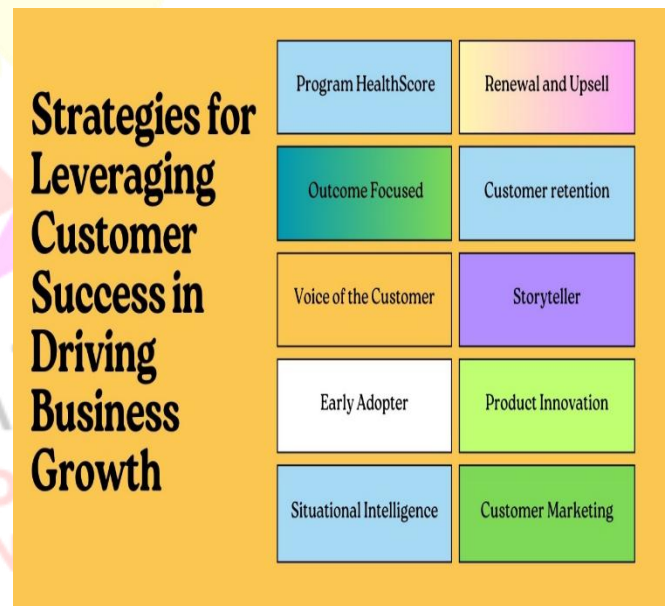 Strategies for
Leveraging
Customer
Success in
Driving
Business
Growth
Program HealthScore
Renewal and Upsell
Outcome Focused
Customer retention
Voice of the Customer
Storyteller
Early Adopter
Product Innovation
Situational Intelligence
Customer Marketing